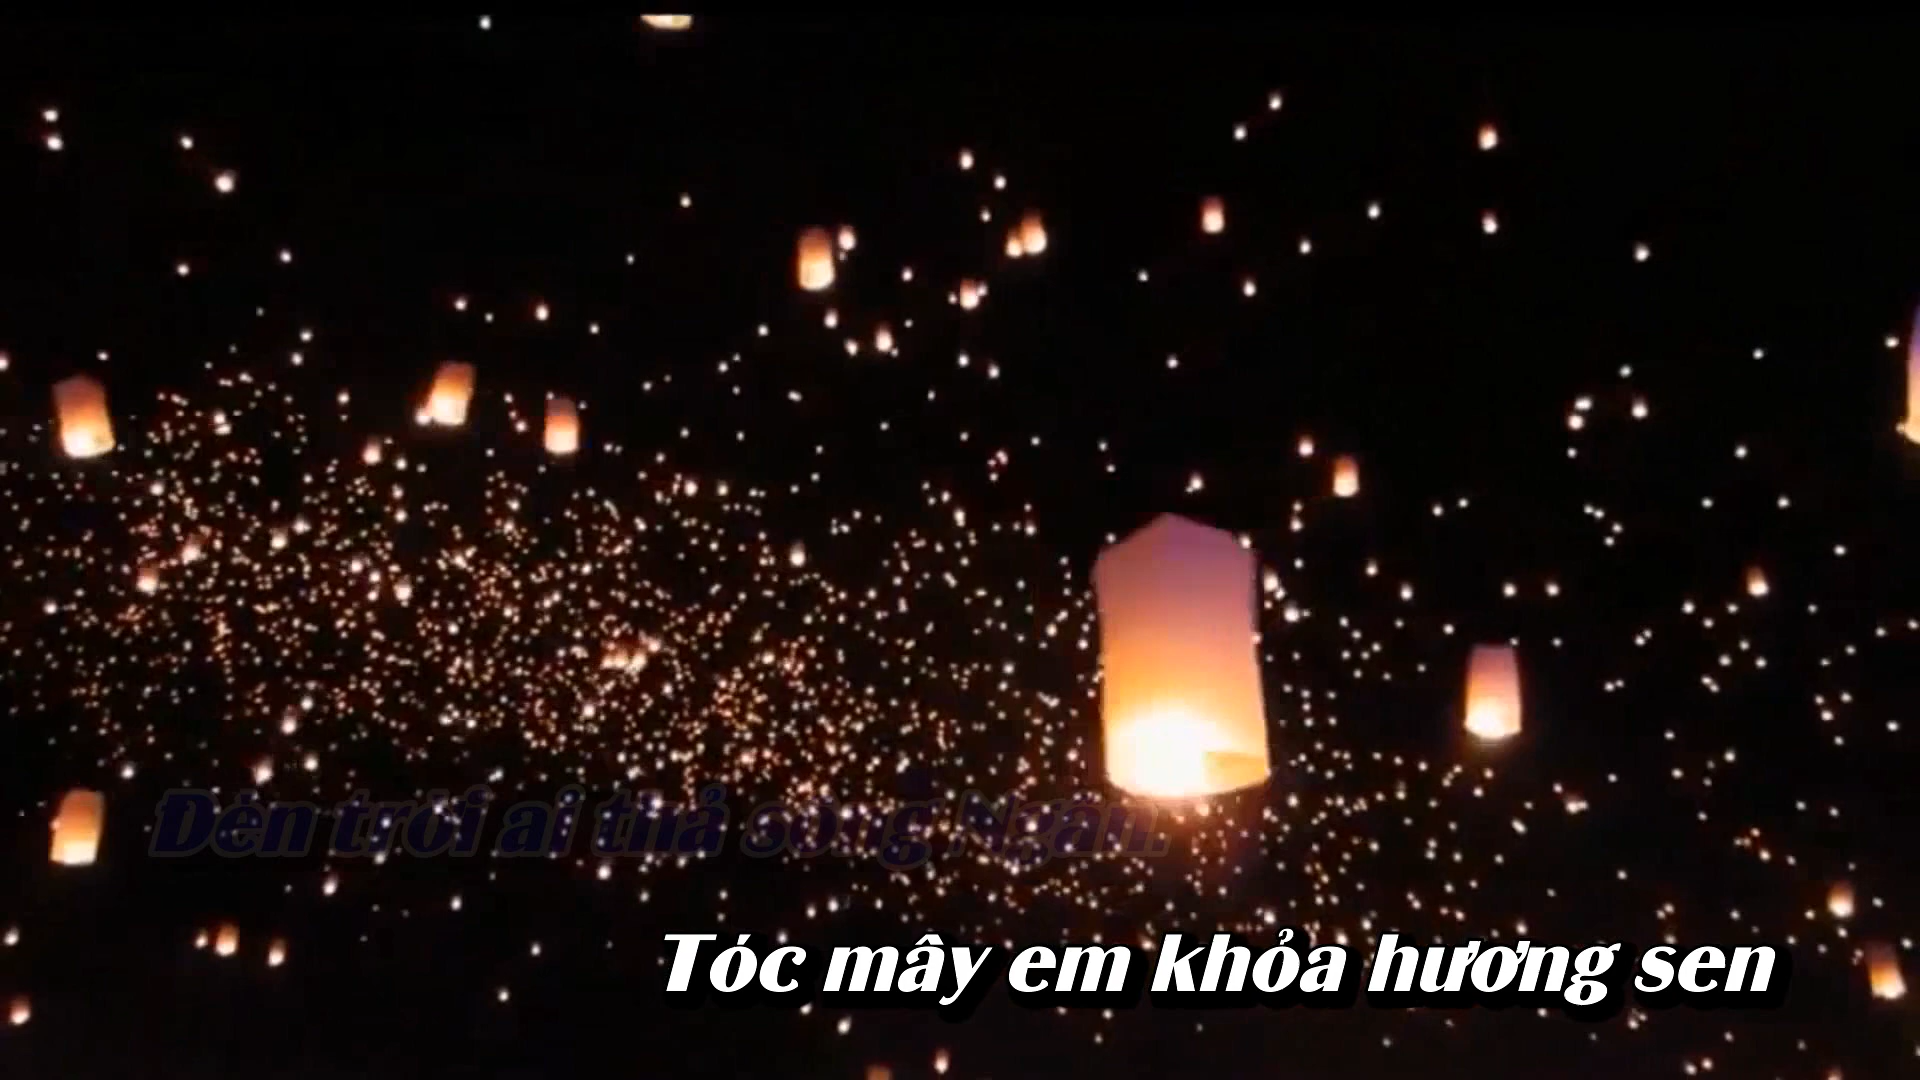 Đèn trời ai thả sông Ngân.
Tóc mây em khỏa hương sen